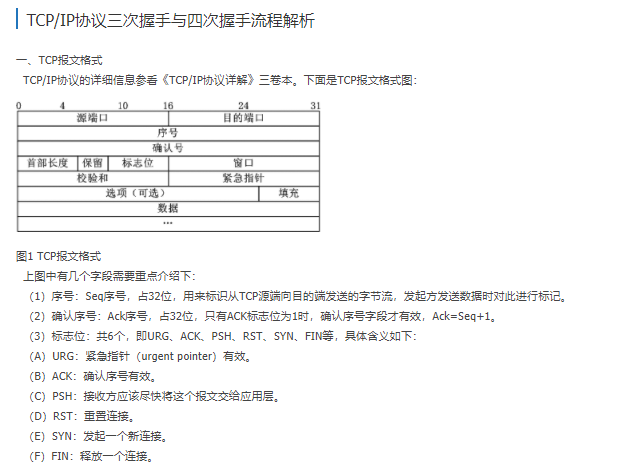 TCP/IP协议三次握手与四次握手流程解析
一、TCP报文格式
TCP/IP协议的详细信息参看《TCP/IP协议详解》三卷本。下面是TCP报文格式图：
0 4 10 16 24 31
源端口 目的端口
序号
确认号
首部长度 保留 标志位 窗口
校验和 紧急指针
选项（可选） 填充
数据
...
图1 TCP报文格式
上图中有几个字段需要重点介绍下：
（1）序号：Seq序号，占32位，用来标识从TCP源端向目的端发送的字节流，发起方发送数据时对此进行标记。
（2）确认序号：Ack序号，占32位，只有ACK标志位为1时，确认序号字段才有效，Ack=Seq+1。
（3）标志位：共6个，即URG、ACK、PSH、RST、SYN、FIN等，具体含义如下：
（A）URG：紧急指针（urgent pointer）有效。
（B）ACK：确认序号有效。
（C）PSH：接收方应该尽快将这个报文交给应用层。
（D）RST：重置连接。
（E）SYN：发起一个新连接。
（F）FIN：释放一个连接。